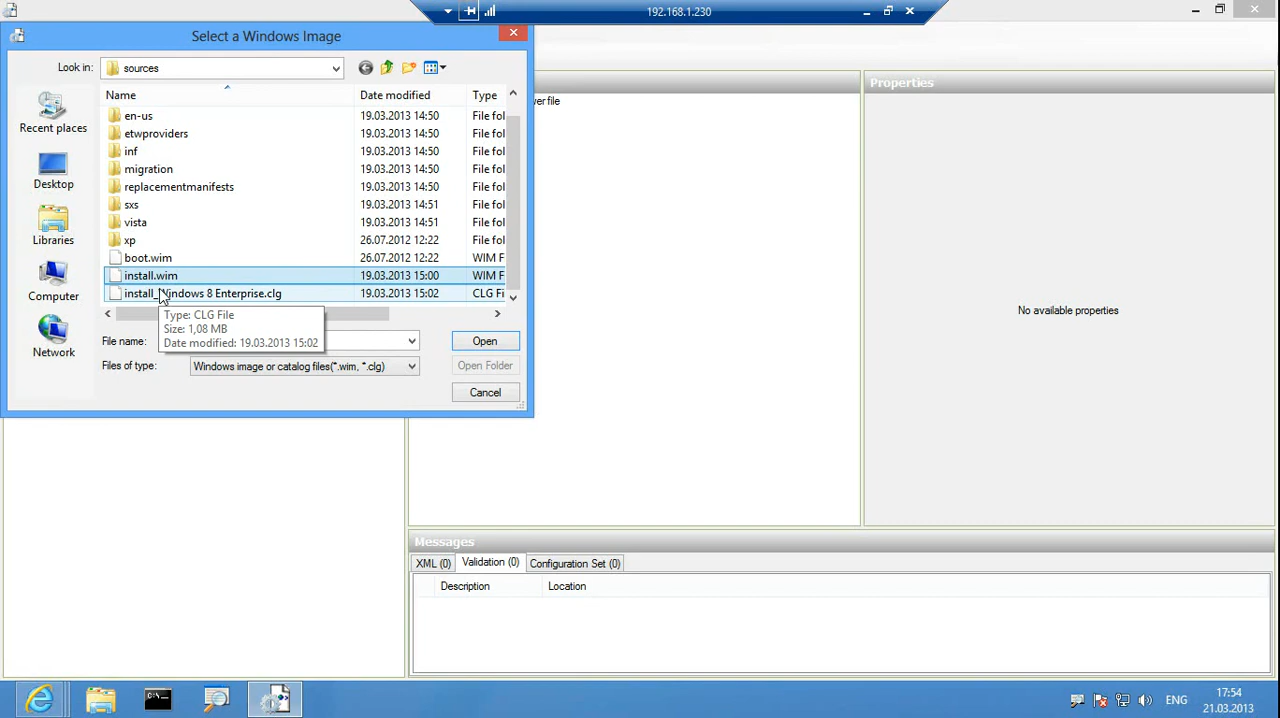 192.168.1.230
Select a Windows Image
Look in: sources
Name Date modified Type
en-us 19.03.2013 14:50 File fol
etwproviders 19.03.2013 14:50 File fol
inf 19.03.2013 14:50 File fol
migration 19.03.2013 14:50 File fol
replacementmanifests 19.03.2013 14:50 File fol
sxs 19.03.2013 14:51 File fol
vista 19.03.2013 14:51 File fol
xp 26.07.2012 12:22 File fol
boot.wim 26.07.2012 12:22 WIM F
install.wim 19.03.2013 15:00 WIM F
install_Windows 8 Enterprise.clg 19.03.2013 15:02 CLG Fi
Type: CLG File
Size: 1,08 MB
Date modified: 19.03.2013 15:02
Recent places
Desktop
Libraries
Computer
Network
File name: Open
Files of type: Windows image or catalog files(*.wim, *.clg) Open Folder
Cancel
wer file
Properties
No available properties
Messages
XML (0) Validation (0) Configuration Set (0)
Description Location
ENG
17:54
21.03.2013